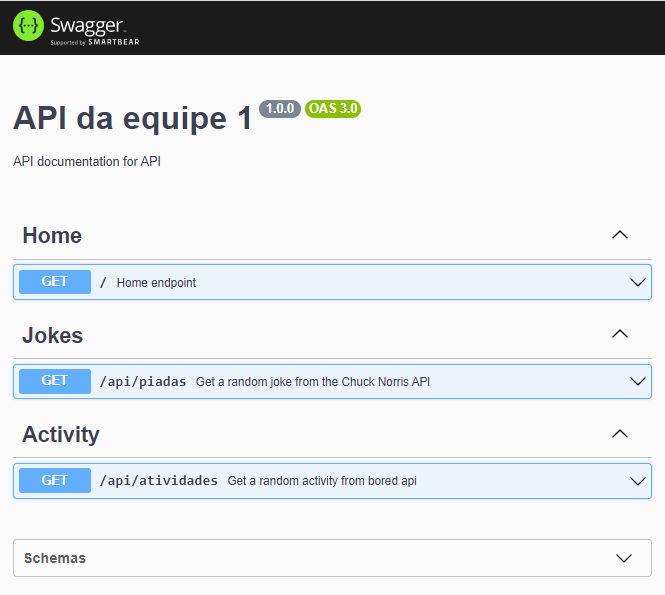 Swagger.
Supported by SMARTBEAR
API da equipe 1 1.0.0 OAS 3.0
API documentation for API
Home
GET / Home endpoint
Jokes
GET /api/piadas Get a random joke from the Chuck Norris API
Activity
GET /api/atividades Get a random activity from bored api
Schemas